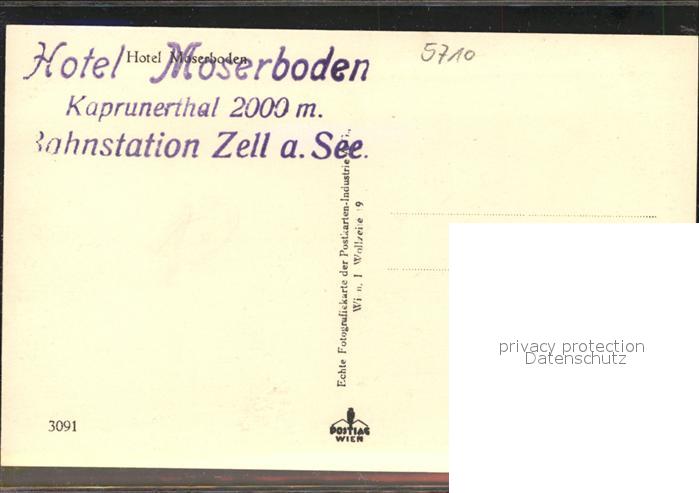 Hotel Moserboden
Hotel Moserboden
Kaprunerthal 2000 m.
Bahnstation Zell a. See.
5710
Echte Fotografiekarte der Postkarten-Industrie
Wien, I Wollzeile
3091
POSTIAG
WIEN
privacy protection
Datenschutz